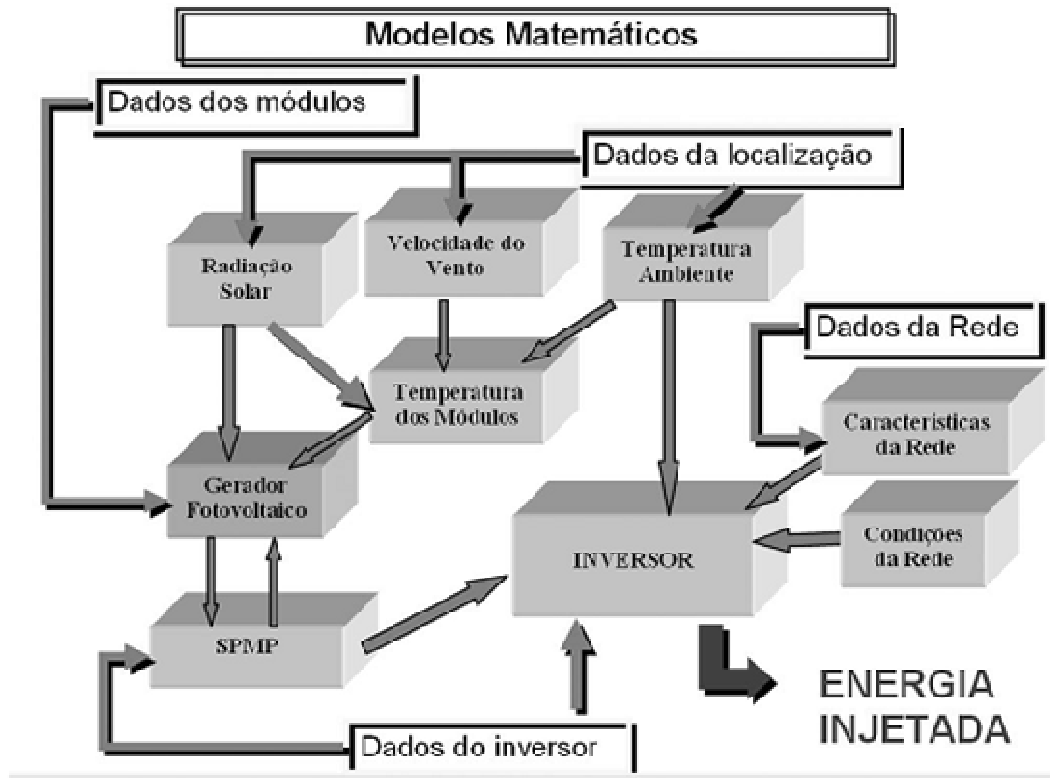 Modelos Matemáticos
Dados dos módulos
Dados da localização
Radiação
Solar
Velocidade do
Vento
Temperatura
Ambiente
Dados da Rede
Temperatura
dos Módulos
Características
da Rede
Gerador
Fotovoltaico
INVERSOR
Condições
da Rede
SPMP
ENERGIA
INJETADA
Dados do inversor